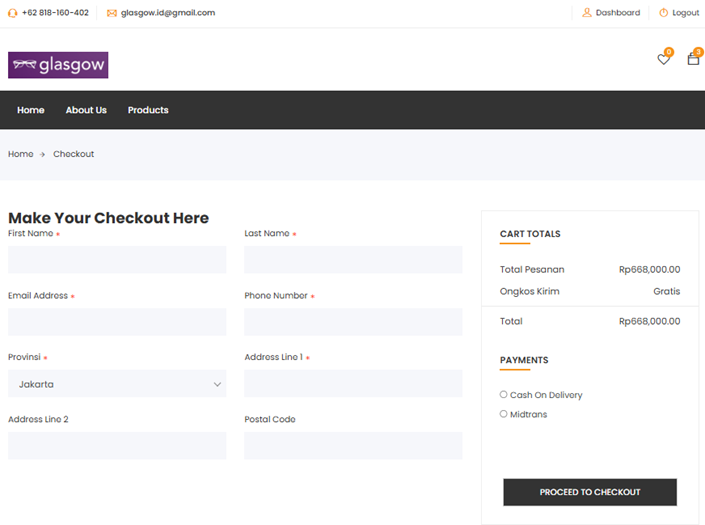 +62 818-160-402 glasgow.id@gmail.com Dashboard Logout
glasgow 0 3
Home About Us Products
Home → Checkout
Make Your Checkout Here
First Name * Last Name *
Email Address * Phone Number *
Provinsi * Address Line 1 *
Jakarta
Address Line 2 Postal Code
CART TOTALS
Total Pesanan Rp668,000.00
Ongkos Kirim Gratis
Total Rp668,000.00
PAYMENTS
Cash On Delivery
Midtrans
PROCEED TO CHECKOUT